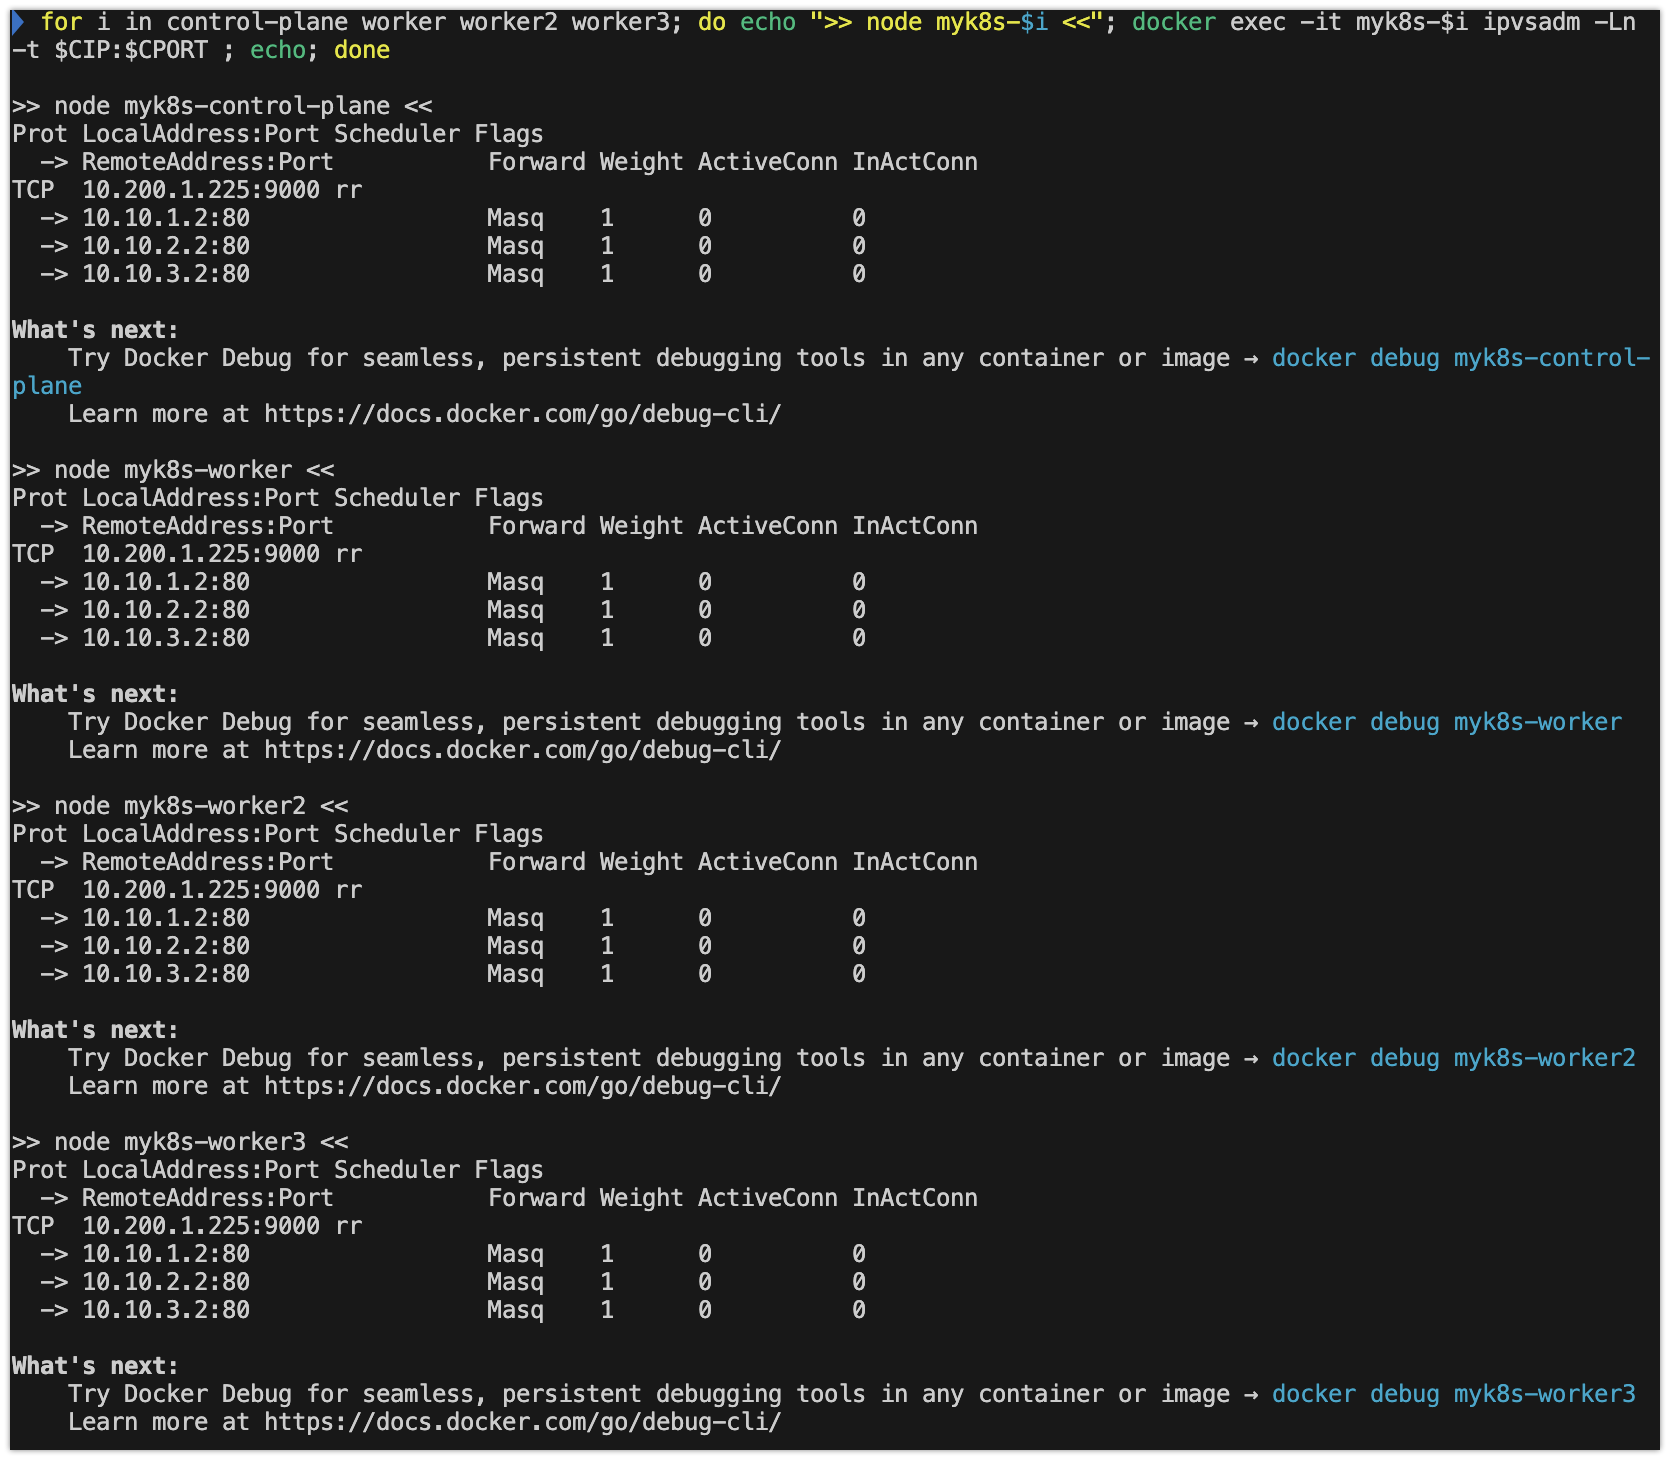 for i in control-plane worker worker2 worker3; do echo ">> node myk8s-$i <<"; docker exec -it myk8s-$i ipvsadm -Ln
-t $CIP:$CPORT ; echo; done
>> node myk8s-control-plane <<
Prot LocalAddress:Port Scheduler Flags
  -> RemoteAddress:Port           Forward Weight ActiveConn InActConn
TCP  10.200.1.225:9000 rr
  -> 10.10.1.2:80                 Masq    1      0          0
  -> 10.10.2.2:80                 Masq    1      0          0
  -> 10.10.3.2:80                 Masq    1      0          0
What's next:
    Try Docker Debug for seamless, persistent debugging tools in any container or image → docker debug myk8s-control-
plane
    Learn more at https://docs.docker.com/go/debug-cli/
>> node myk8s-worker <<
Prot LocalAddress:Port Scheduler Flags
  -> RemoteAddress:Port           Forward Weight ActiveConn InActConn
TCP  10.200.1.225:9000 rr
  -> 10.10.1.2:80                 Masq    1      0          0
  -> 10.10.2.2:80                 Masq    1      0          0
  -> 10.10.3.2:80                 Masq    1      0          0
What's next:
    Try Docker Debug for seamless, persistent debugging tools in any container or image → docker debug myk8s-worker
    Learn more at https://docs.docker.com/go/debug-cli/
>> node myk8s-worker2 <<
Prot LocalAddress:Port Scheduler Flags
  -> RemoteAddress:Port           Forward Weight ActiveConn InActConn
TCP  10.200.1.225:9000 rr
  -> 10.10.1.2:80                 Masq    1      0          0
  -> 10.10.2.2:80                 Masq    1      0          0
  -> 10.10.3.2:80                 Masq    1      0          0
What's next:
    Try Docker Debug for seamless, persistent debugging tools in any container or image → docker debug myk8s-worker2
    Learn more at https://docs.docker.com/go/debug-cli/
>> node myk8s-worker3 <<
Prot LocalAddress:Port Scheduler Flags
  -> RemoteAddress:Port           Forward Weight ActiveConn InActConn
TCP  10.200.1.225:9000 rr
  -> 10.10.1.2:80                 Masq    1      0          0
  -> 10.10.2.2:80                 Masq    1      0          0
  -> 10.10.3.2:80                 Masq    1      0          0
What's next:
    Try Docker Debug for seamless, persistent debugging tools in any container or image → docker debug myk8s-worker3
    Learn more at https://docs.docker.com/go/debug-cli/